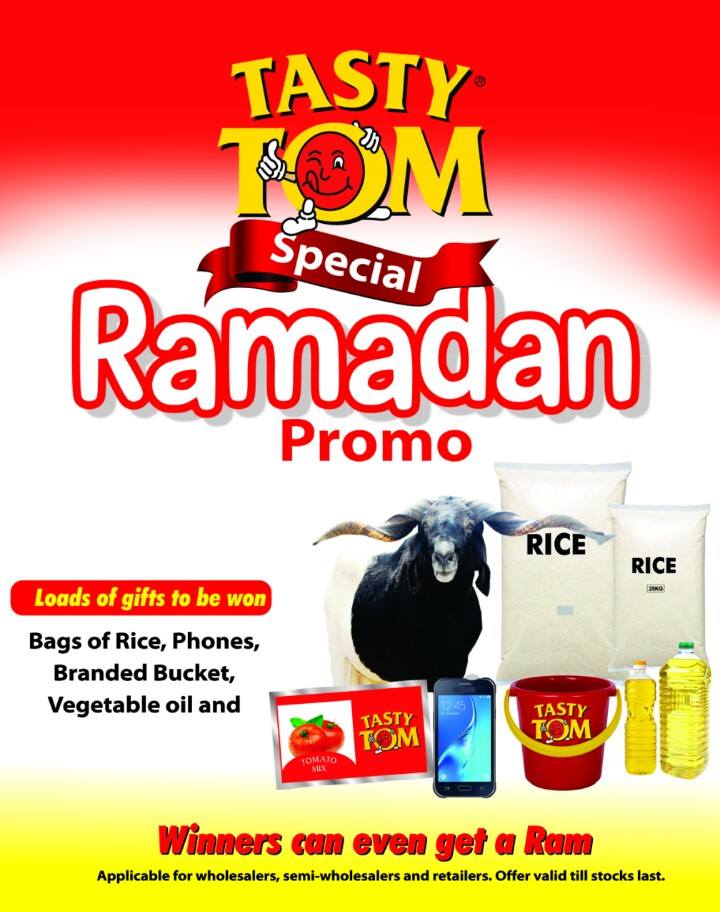 TASTY®
TOM
Special
Ramadan
Promo
RICE
RICE
25KG
Loads of gifts to be won
Bags of Rice, Phones,
Branded Bucket,
Vegetable oil and
TOMATO
MIX
TASTY
TOM
12:45
TASTY
TOM
Winners can even get a Ram
Applicable for wholesalers, semi-wholesalers and retailers. Offer valid till stocks last.